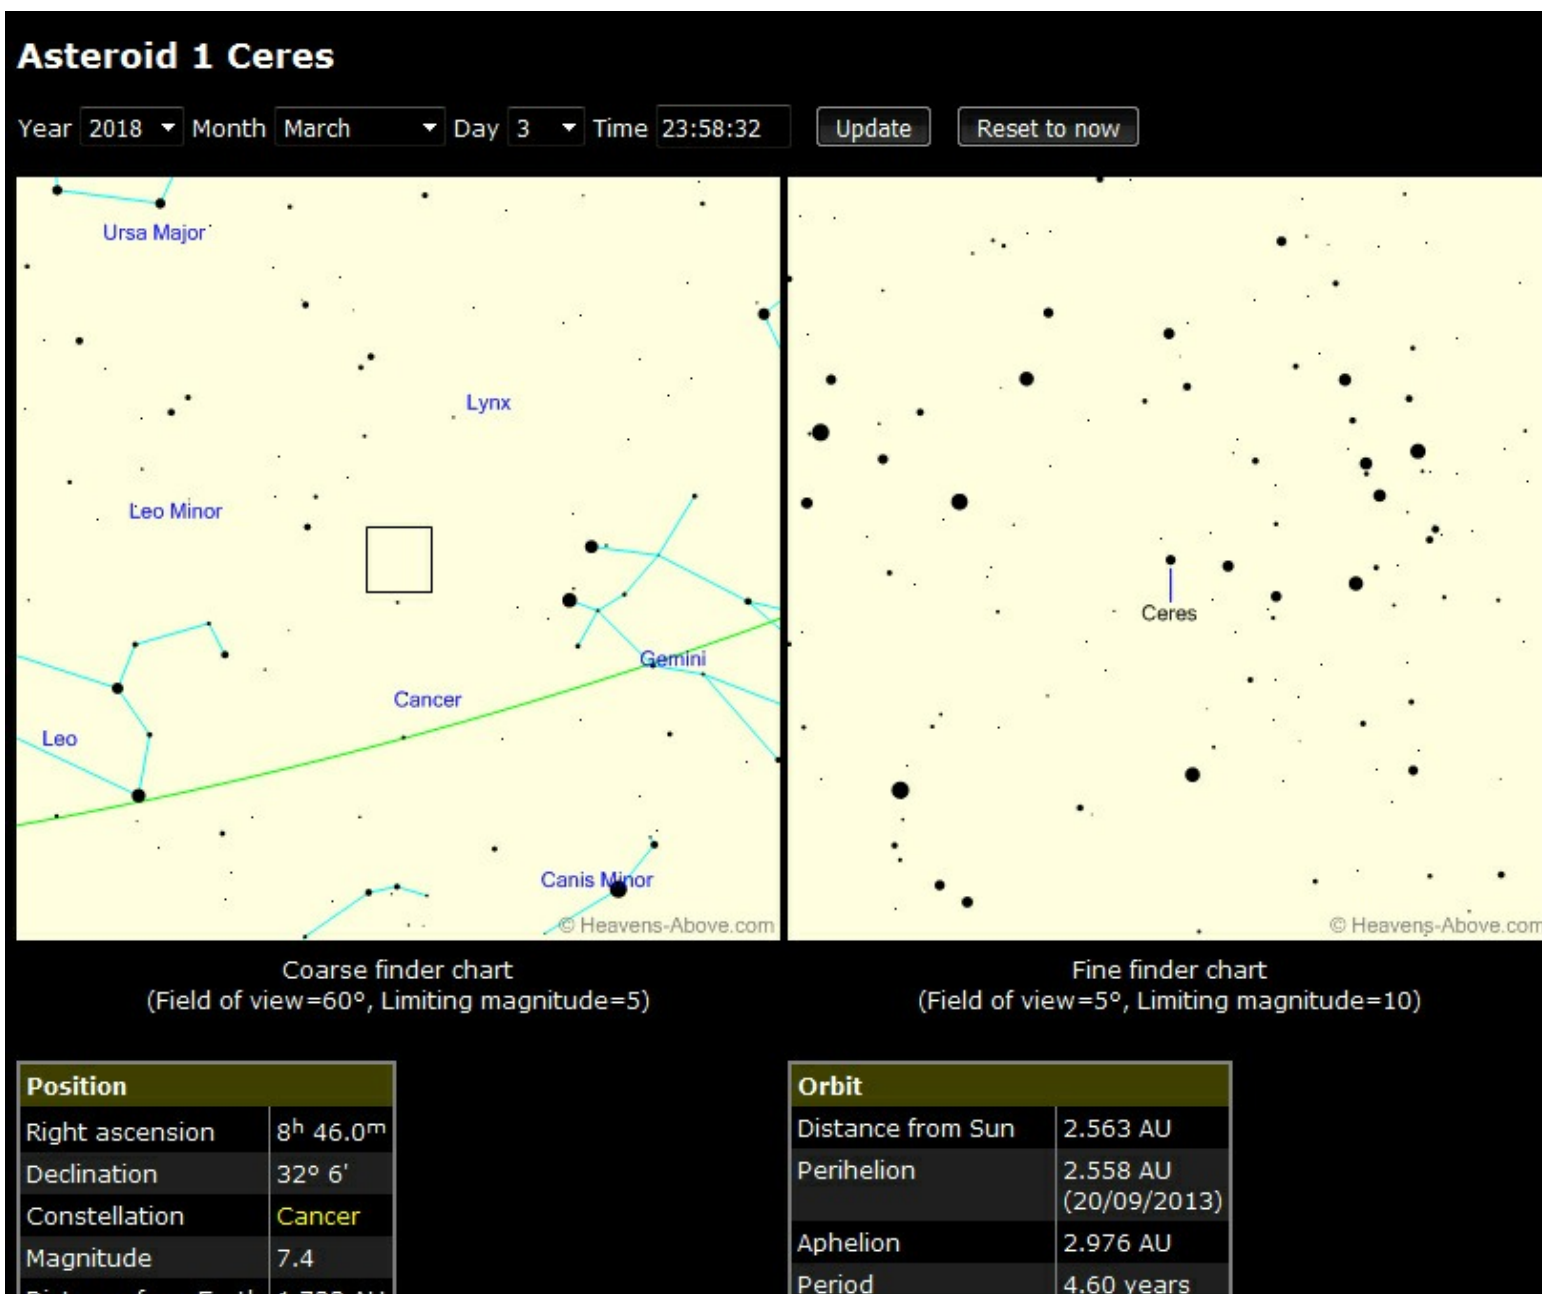 Asteroid 1 Ceres
Year 2018 Month March Day 3 Time 23:58:32 Update Reset to now
Ursa Major
Lynx
Leo Minor
Gemini
Cancer
Leo
Canis Minor
© Heavens-Above.com
Coarse finder chart
(Field of view=60º, Limiting magnitude=5)
Ceres
© Heavens-Above.com
Fine finder chart
(Field of view=5º, Limiting magnitude=10)
Position
Right ascension 8h 46.0m
Declination 32° 6'
Constellation Cancer
Magnitude 7.4
Orbit
Distance from Sun 2.563 AU
Perihelion 2.558 AU
(20/09/2013)
Aphelion 2.976 AU
Period 4.60 years